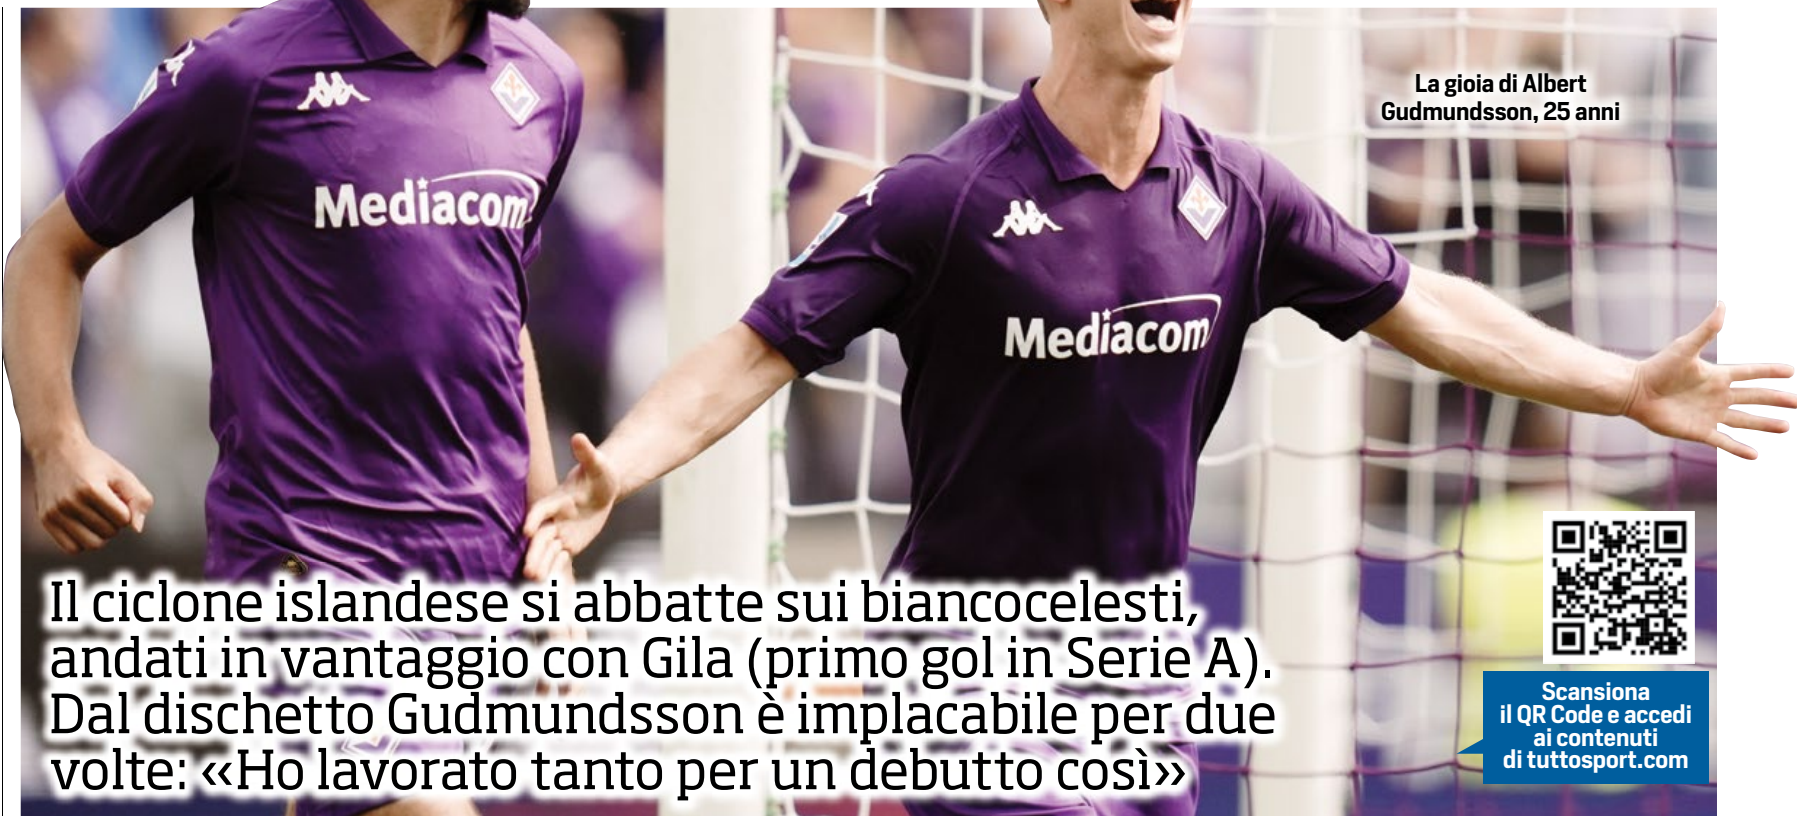 La gioia di Albert
Gudmundsson, 25 anni
Mediacom
Mediacom
Il ciclone islandese si abbatte sui biancocelesti,
andati in vantaggio con Gila (primo gol in Serie A).
Dal dischetto Gudmundsson è implacabile per due
volte: «Ho lavorato tanto per un debutto così»
Scansiona
il QR Code e accedi
ai contenuti
di tuttosport.com